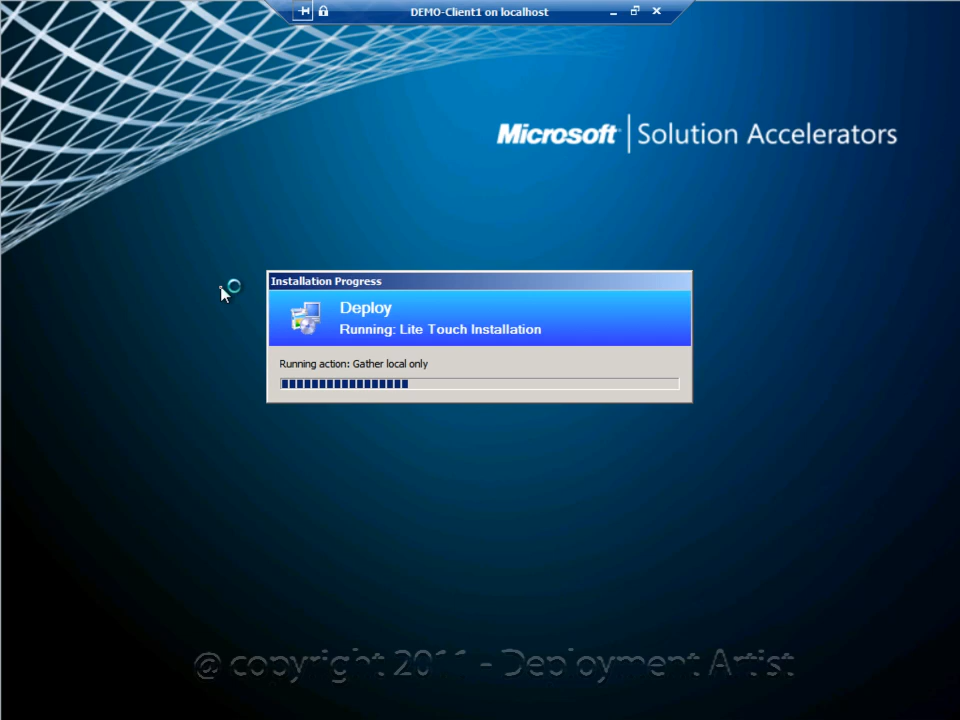 DEMO-Client1 on localhost
Microsoft | Solution Accelerators
Installation Progress
Deploy
Running: Lite Touch Installation
Running action: Gather local only
@ copyright 2011 - Deployment Artist